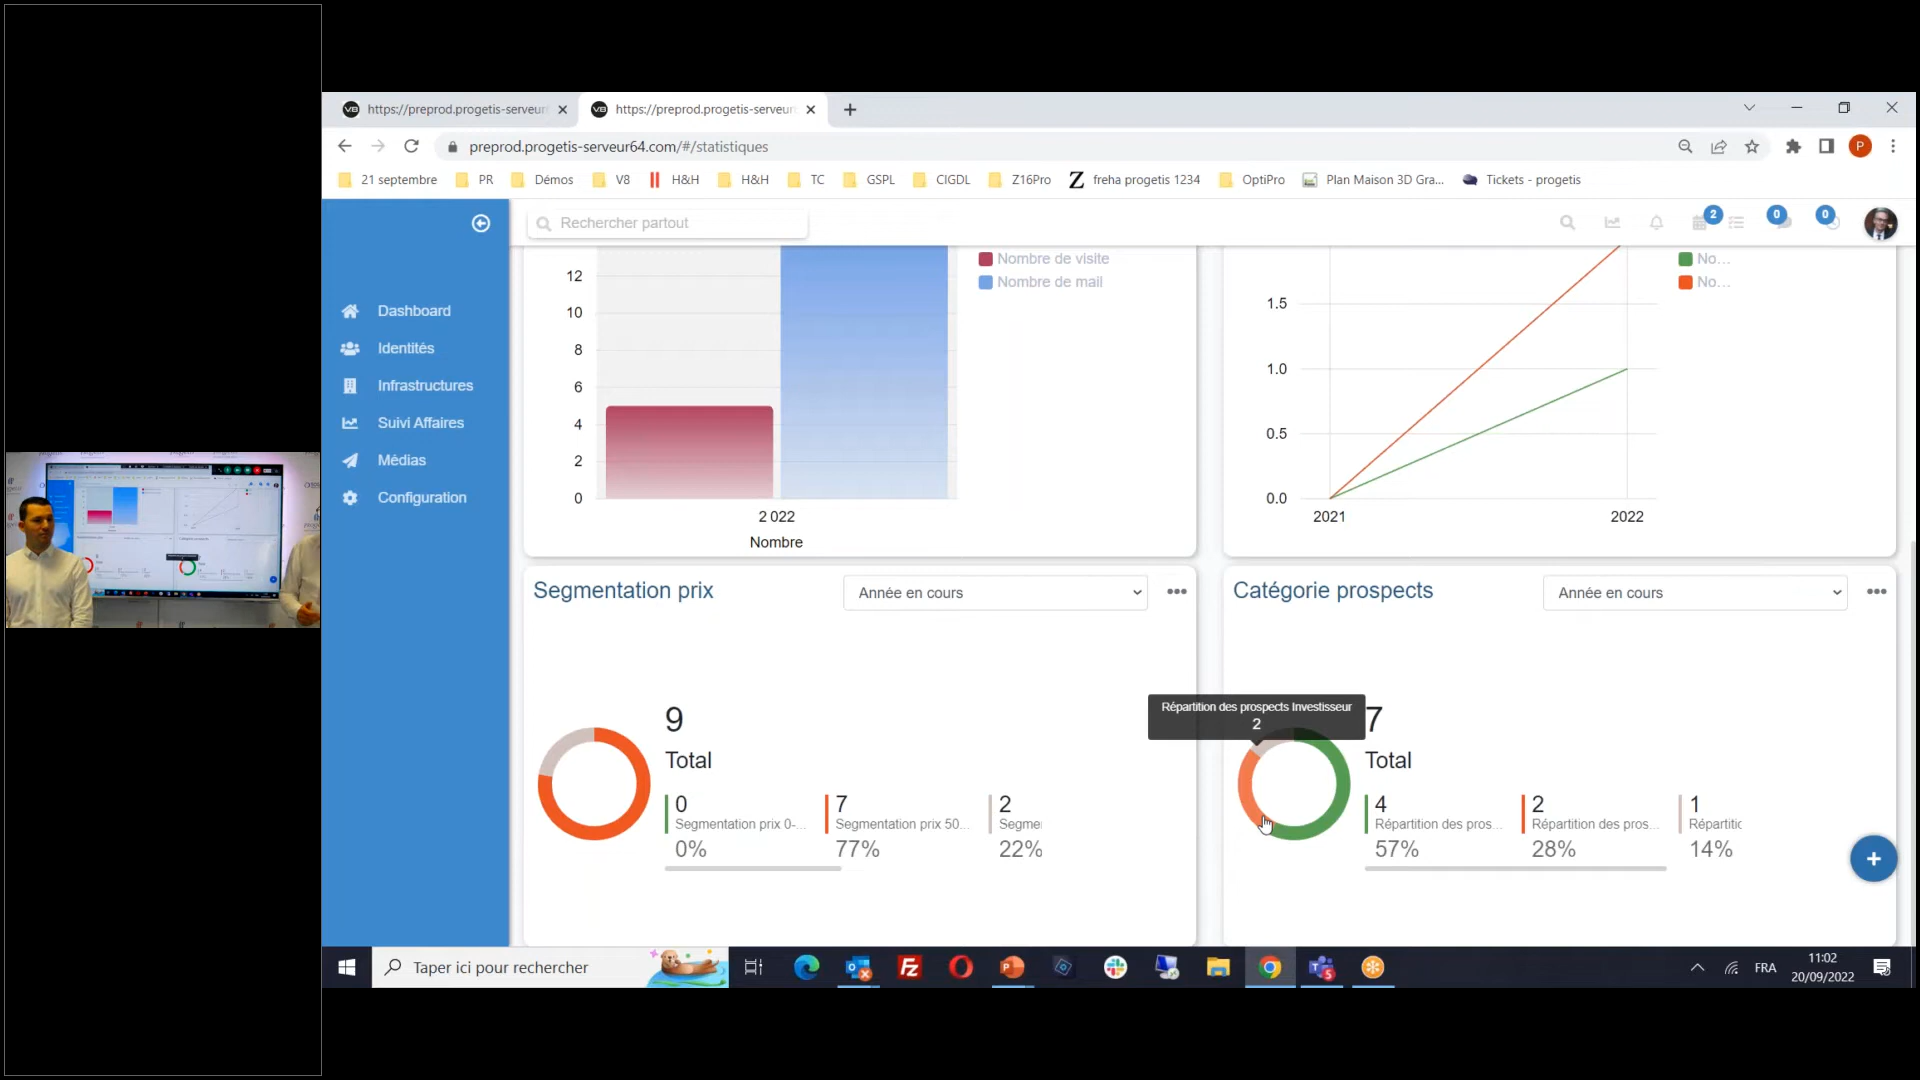 https://preprod.progetis-serveur
https://preprod.progetis-serveur
preprod.progetis-serveur64.com/#/statistiques
P
21 septembre
PR
Démos
V8
H&H
H&H
TC
GSPL
CIGDL
Z16Pro
freha progetis 1234
OptiPro
Plan Maison 3D Gra...
Tickets - progetis
Rechercher partout
2
0
0
Dashboard
Identités
Infrastructures
Suivi Affaires
Médias
Configuration
12
10
8
6
4
2
0
2 022
Nombre
Nombre de visite
Nombre de mail
1.5
1.0
0.5
0.0
2021
2022
No...
No...
Segmentation prix
Année en cours
9
Total
0
Segmentation prix 0-...
0%
7
Segmentation prix 50...
77%
2
Segme
22%
Catégorie prospects
Année en cours
Répartition des prospects Investisseur
2
7
Total
4
Répartition des pros...
57%
2
Répartition des pros...
28%
1
Répartitic
14%
+
Taper ici pour rechercher
FRA
11:02
20/09/2022